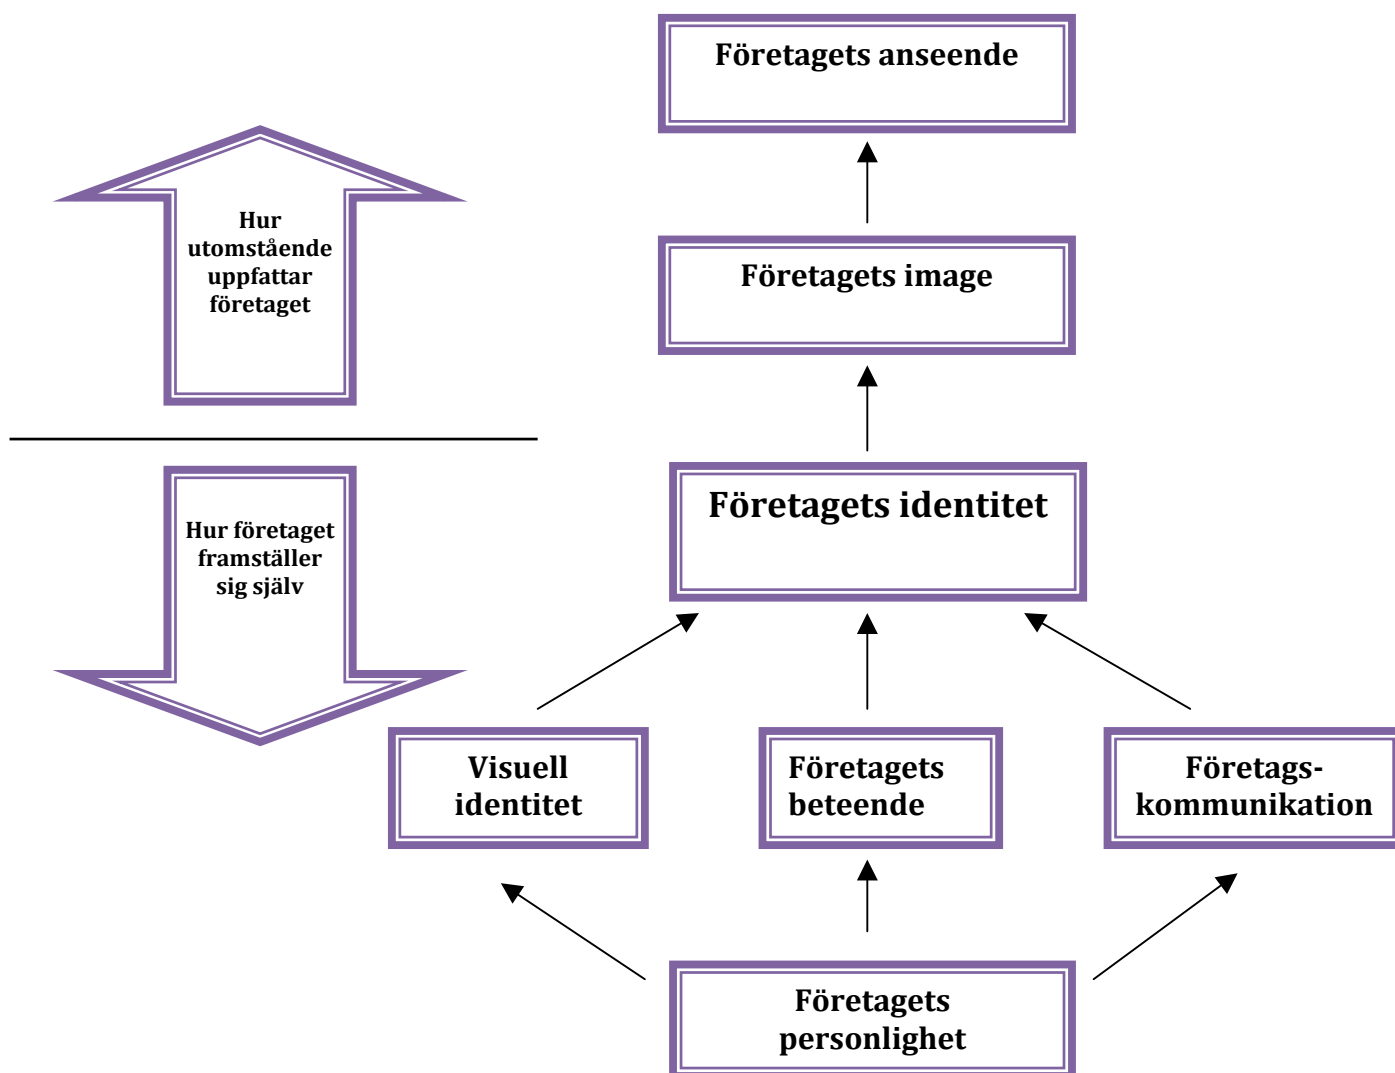 Företagets anseende
Hur
utomstående
uppfattar
företaget
Företagets image
Företagets identitet
Hur företaget
framställer
sig själv
Visuell
identitet
Företagets
beteende
Företags-
kommunikation
Företagets
personlighet